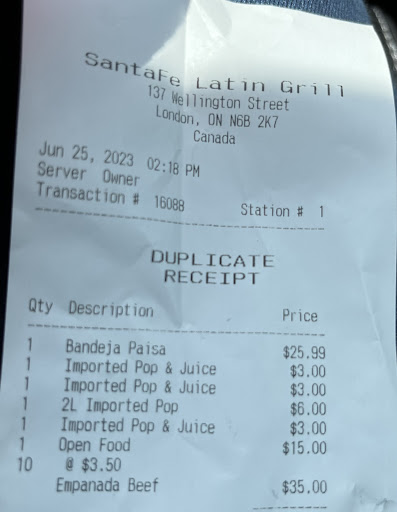 SantaFe Latin Grill
137 Wellington Street
London, ON N6B 2K7
Canada
Jun 25, 2023 02:18 PM
Server Owner
Transaction # 16088 Station # 1
DUPLICATE
RECEIPT
Qty Description Price
1 Bandeja Paisa $25.99
1 Imported Pop & Juice $3.00
1 Imported Pop & Juice $3.00
1 2L Imported Pop $6.00
1 Imported Pop & Juice $3.00
1 Open Food $15.00
10 @ $3.50
Empanada Beef $35.00